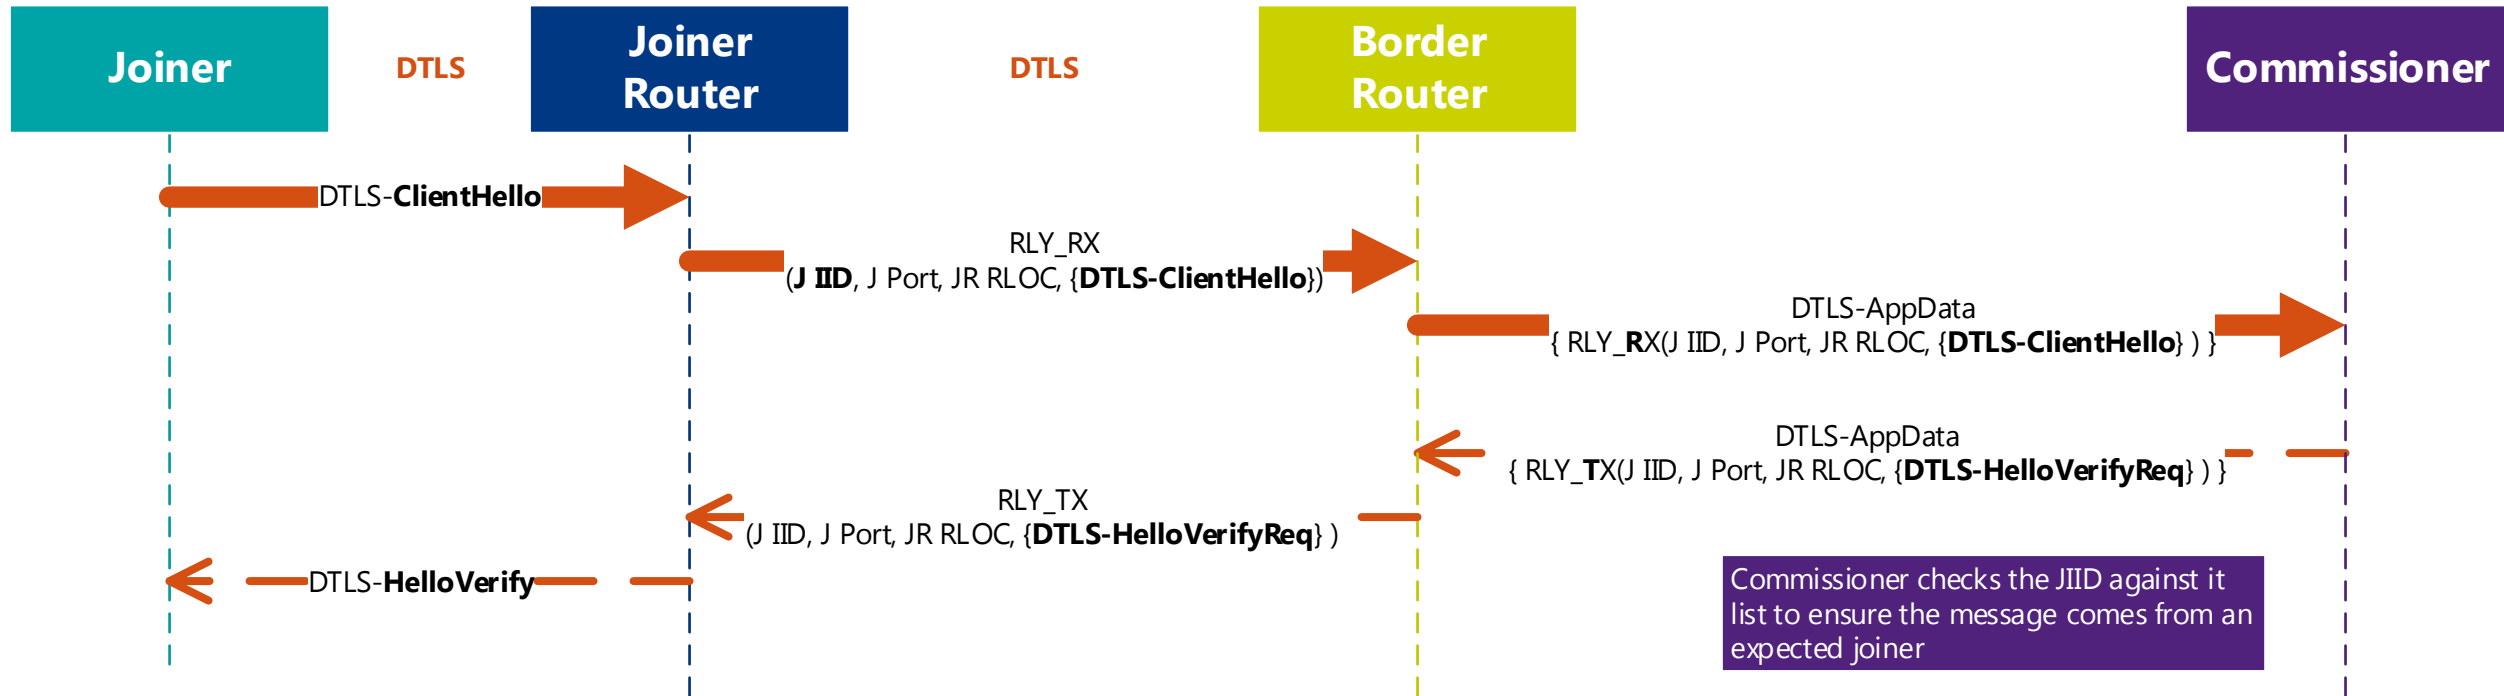 Joiner
DTLS
Joiner
Router
DTLS
Border
Router
Commissioner
DTLS-ClientHello
RLY_RX
(J IID, J Port, JR RLOC, {DTLS-ClientHello})
DTLS-AppData
{ RLY_RX(J IID, J Port, JR RLOC, {DTLS-ClientHello} ) }
DTLS-AppData
{ RLY_TX(J IID, J Port, JR RLOC, {DTLS-HelloVerifyReq} ) }
RLY_TX
(J IID, J Port, JR RLOC, {DTLS-HelloVerifyReq} )
DTLS-HelloVerify
Commissioner checks the JIID against it
list to ensure the message comes from an
expected joiner